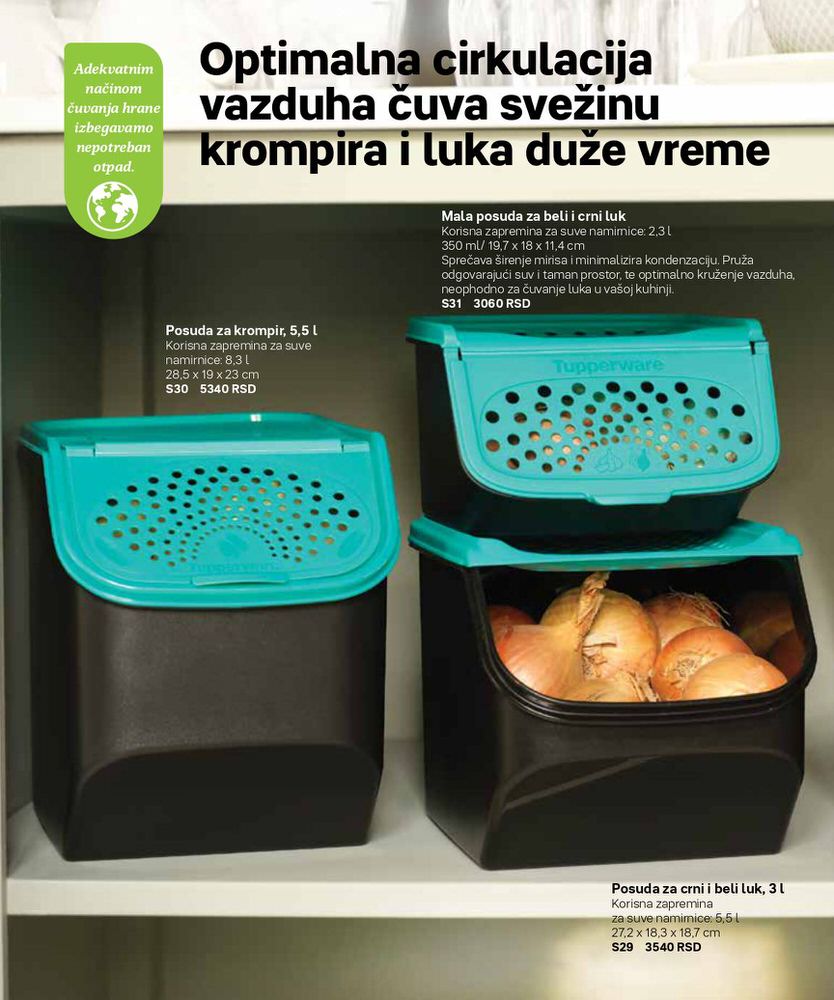 Adekvatnim
načinom
čuvanja hrane
izbegavamo
nepotreban
otpad.
Optimalna cirkulacija
vazduha čuva svežinu
krompira i luka duže vreme
Mala posuda za beli i crni luk
Korisna zapremina za suve namirnice: 2,3 l
350 ml/ 19,7 x 18 x 11,4 cm
Sprečava širenje mirisa i minimalizira kondenzaciju. Pruža
odgovarajući suv i taman prostor, te optimalno kruženje vazduha,
neophodno za čuvanje luka u vašoj kuhinji.
S31 3060 RSD
Posuda za krompir, 5,5 l
Korisna zapremina za suve
namirnice: 8,3 l
28,5 x 19 x 23 cm
S30 5340 RSD
Tupperware
Tupperware
Posuda za crni i beli luk, 3 l
Korisna zapremina
za suve namirnice: 5,5 l
27,2 x 18,3 x 18,7 cm
S29 3540 RSD